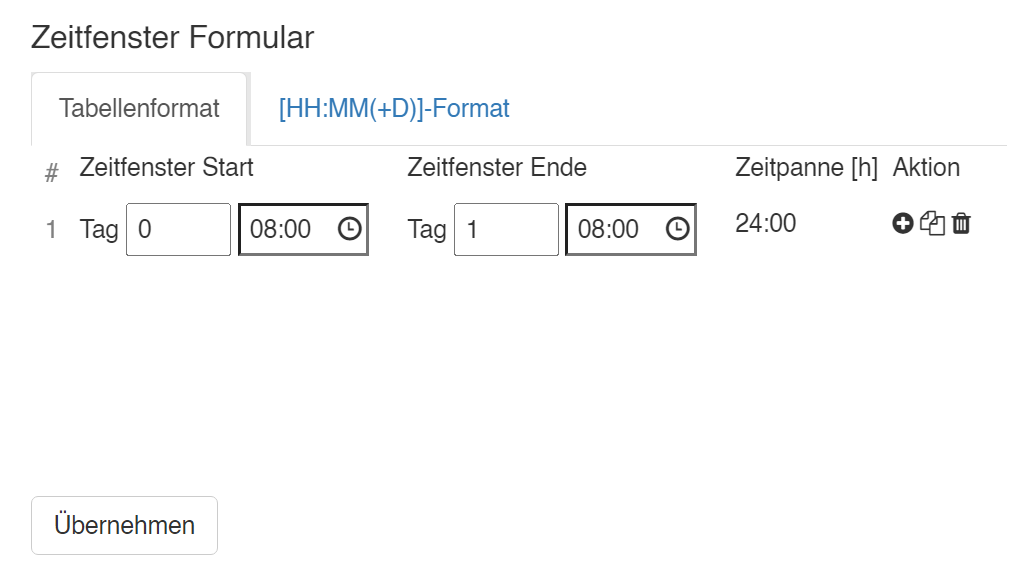 Zeitfenster Formular
Tabellenformat [HH:MM(+D)]-Format
# Zeitfenster Start Zeitfenster Ende Zeitpanne [h] Aktion
1 Tag 0 08:00 Tag 1 08:00 24:00
Übernehmen